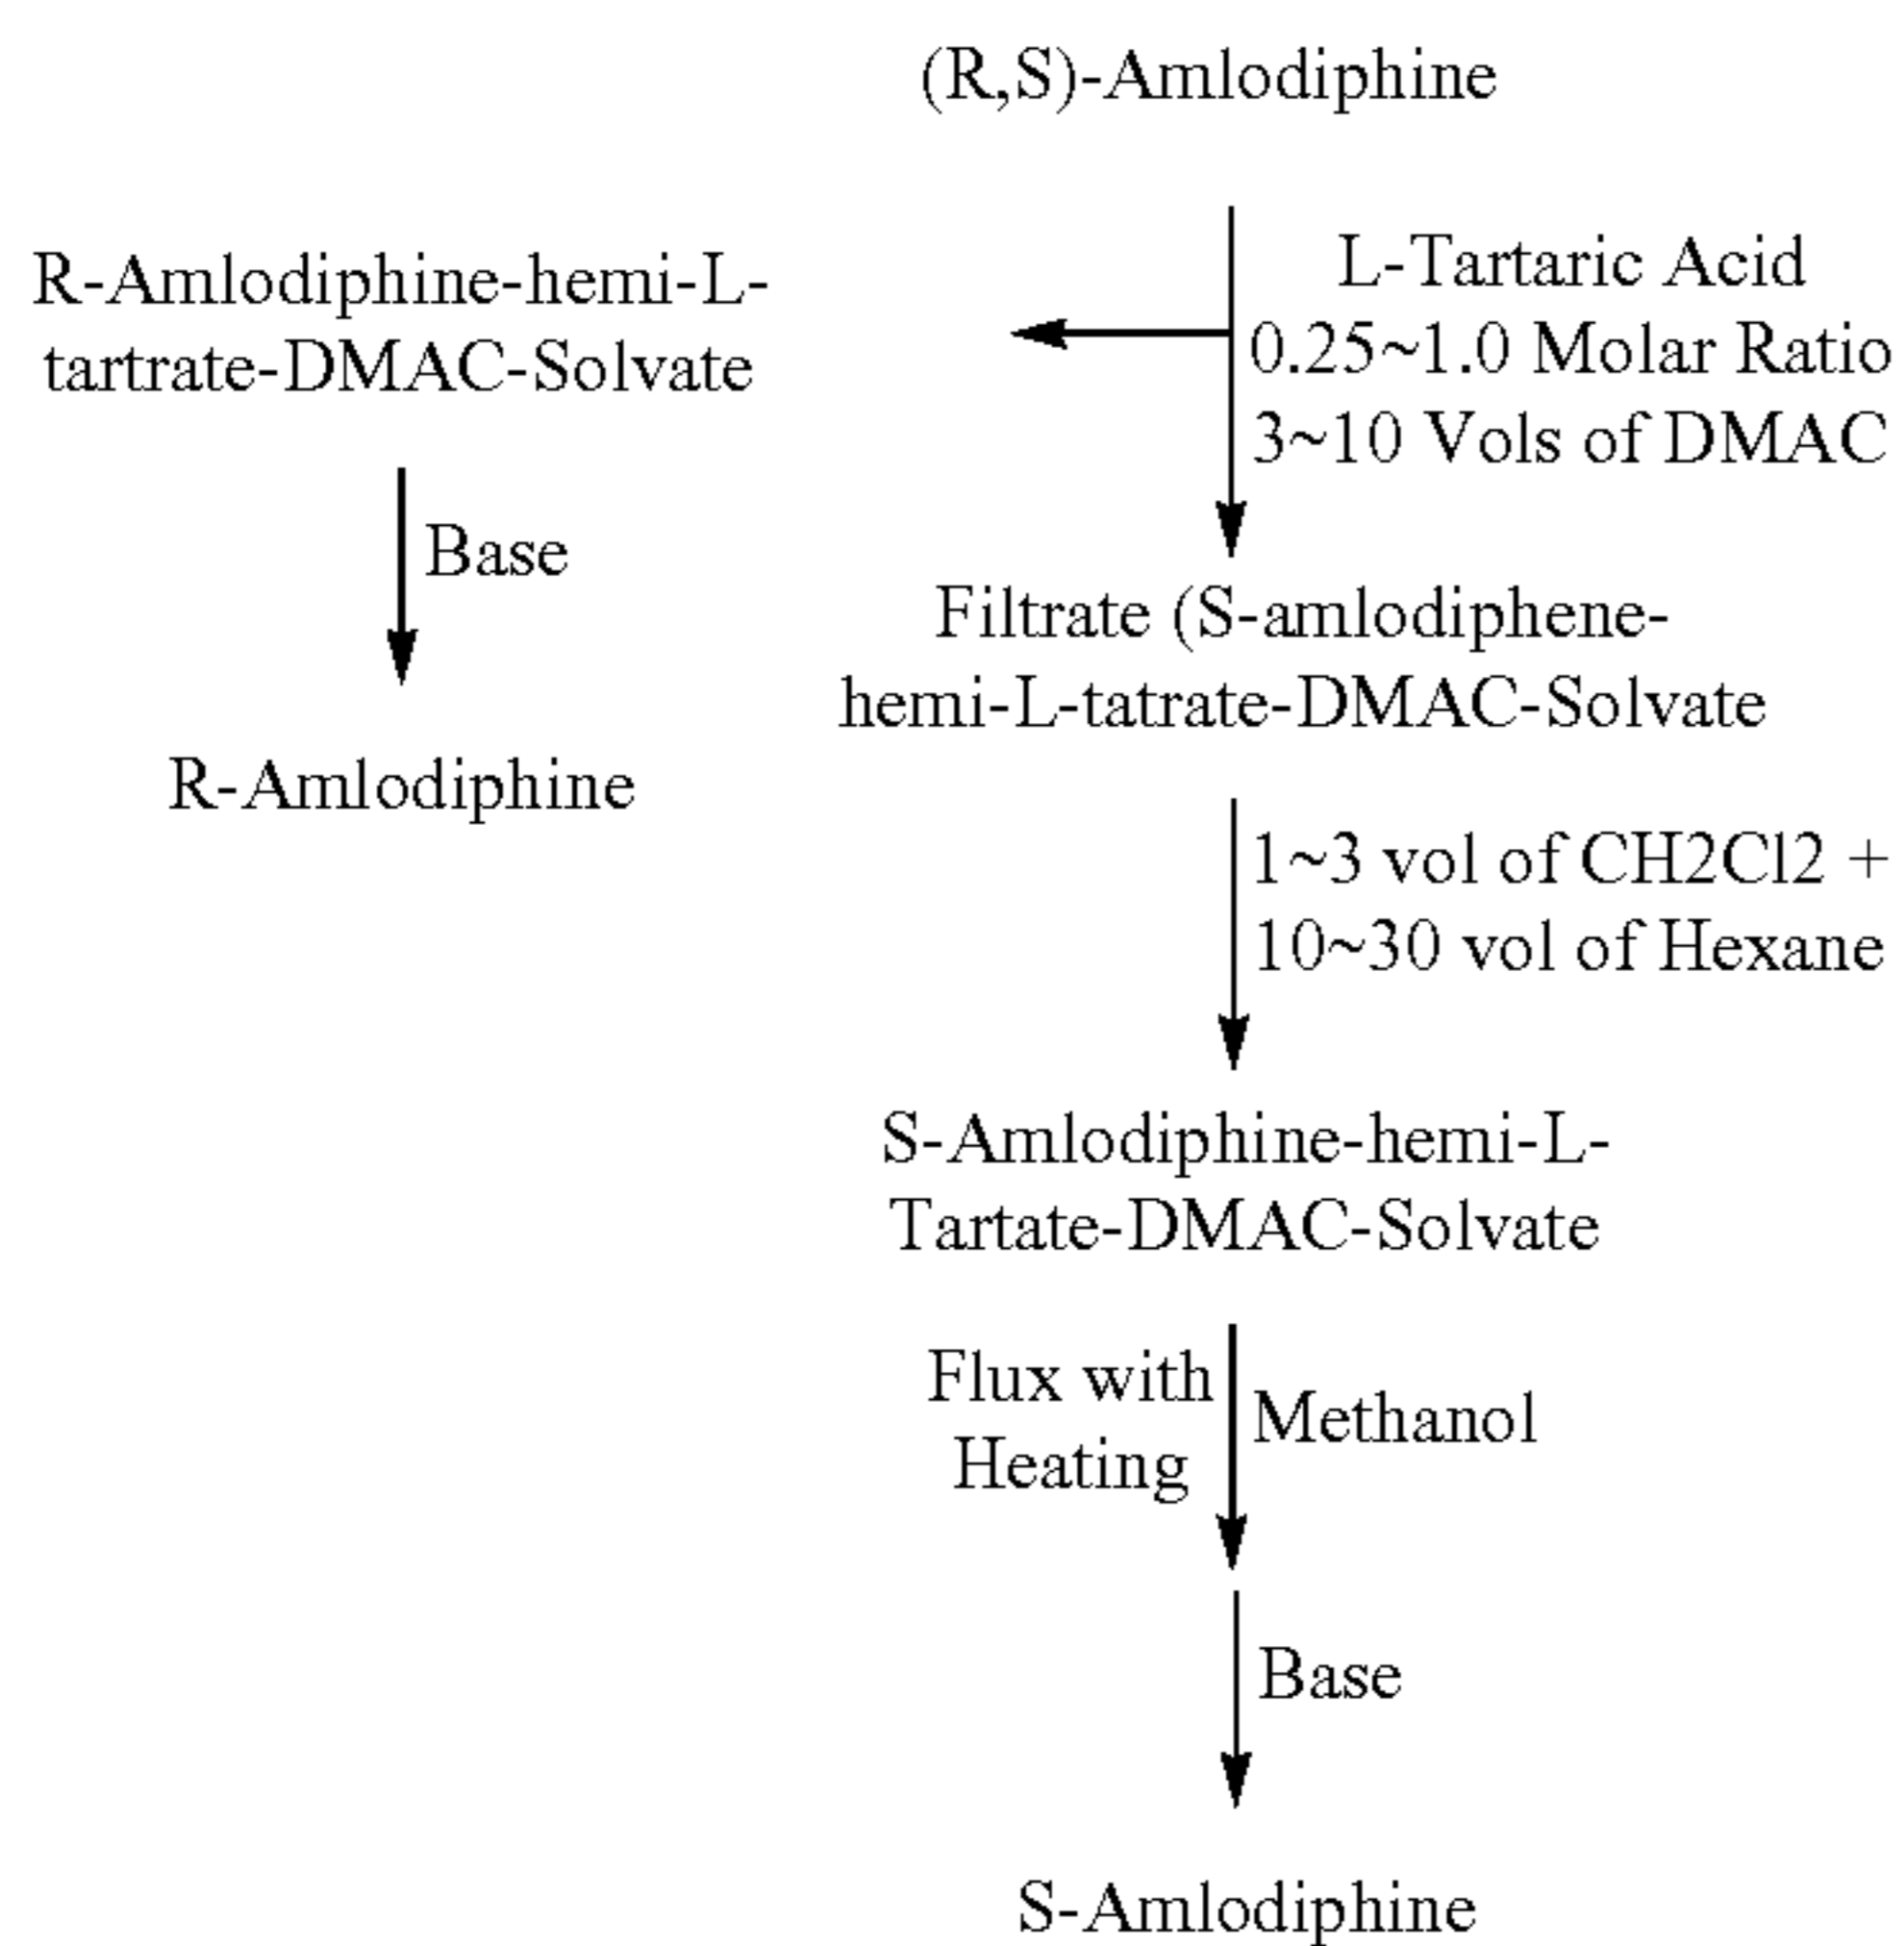 (R,S)-Amlodiphine
L-Tartaric Acid
0.25~1.0 Molar Ratio
3~10 Vols of DMAC
R-Amlodiphine-hemi-L-
tartrate-DMAC-Solvate
Base
R-Amlodiphine
Filtrate (S-amlodiphene-
hemi-L-tatrate-DMAC-Solvate
1~3 vol of CH2Cl2 +
10~30 vol of Hexane
S-Amlodiphine-hemi-L-
Tartate-DMAC-Solvate
Flux with
Heating
Methanol
Base
S-Amlodiphine